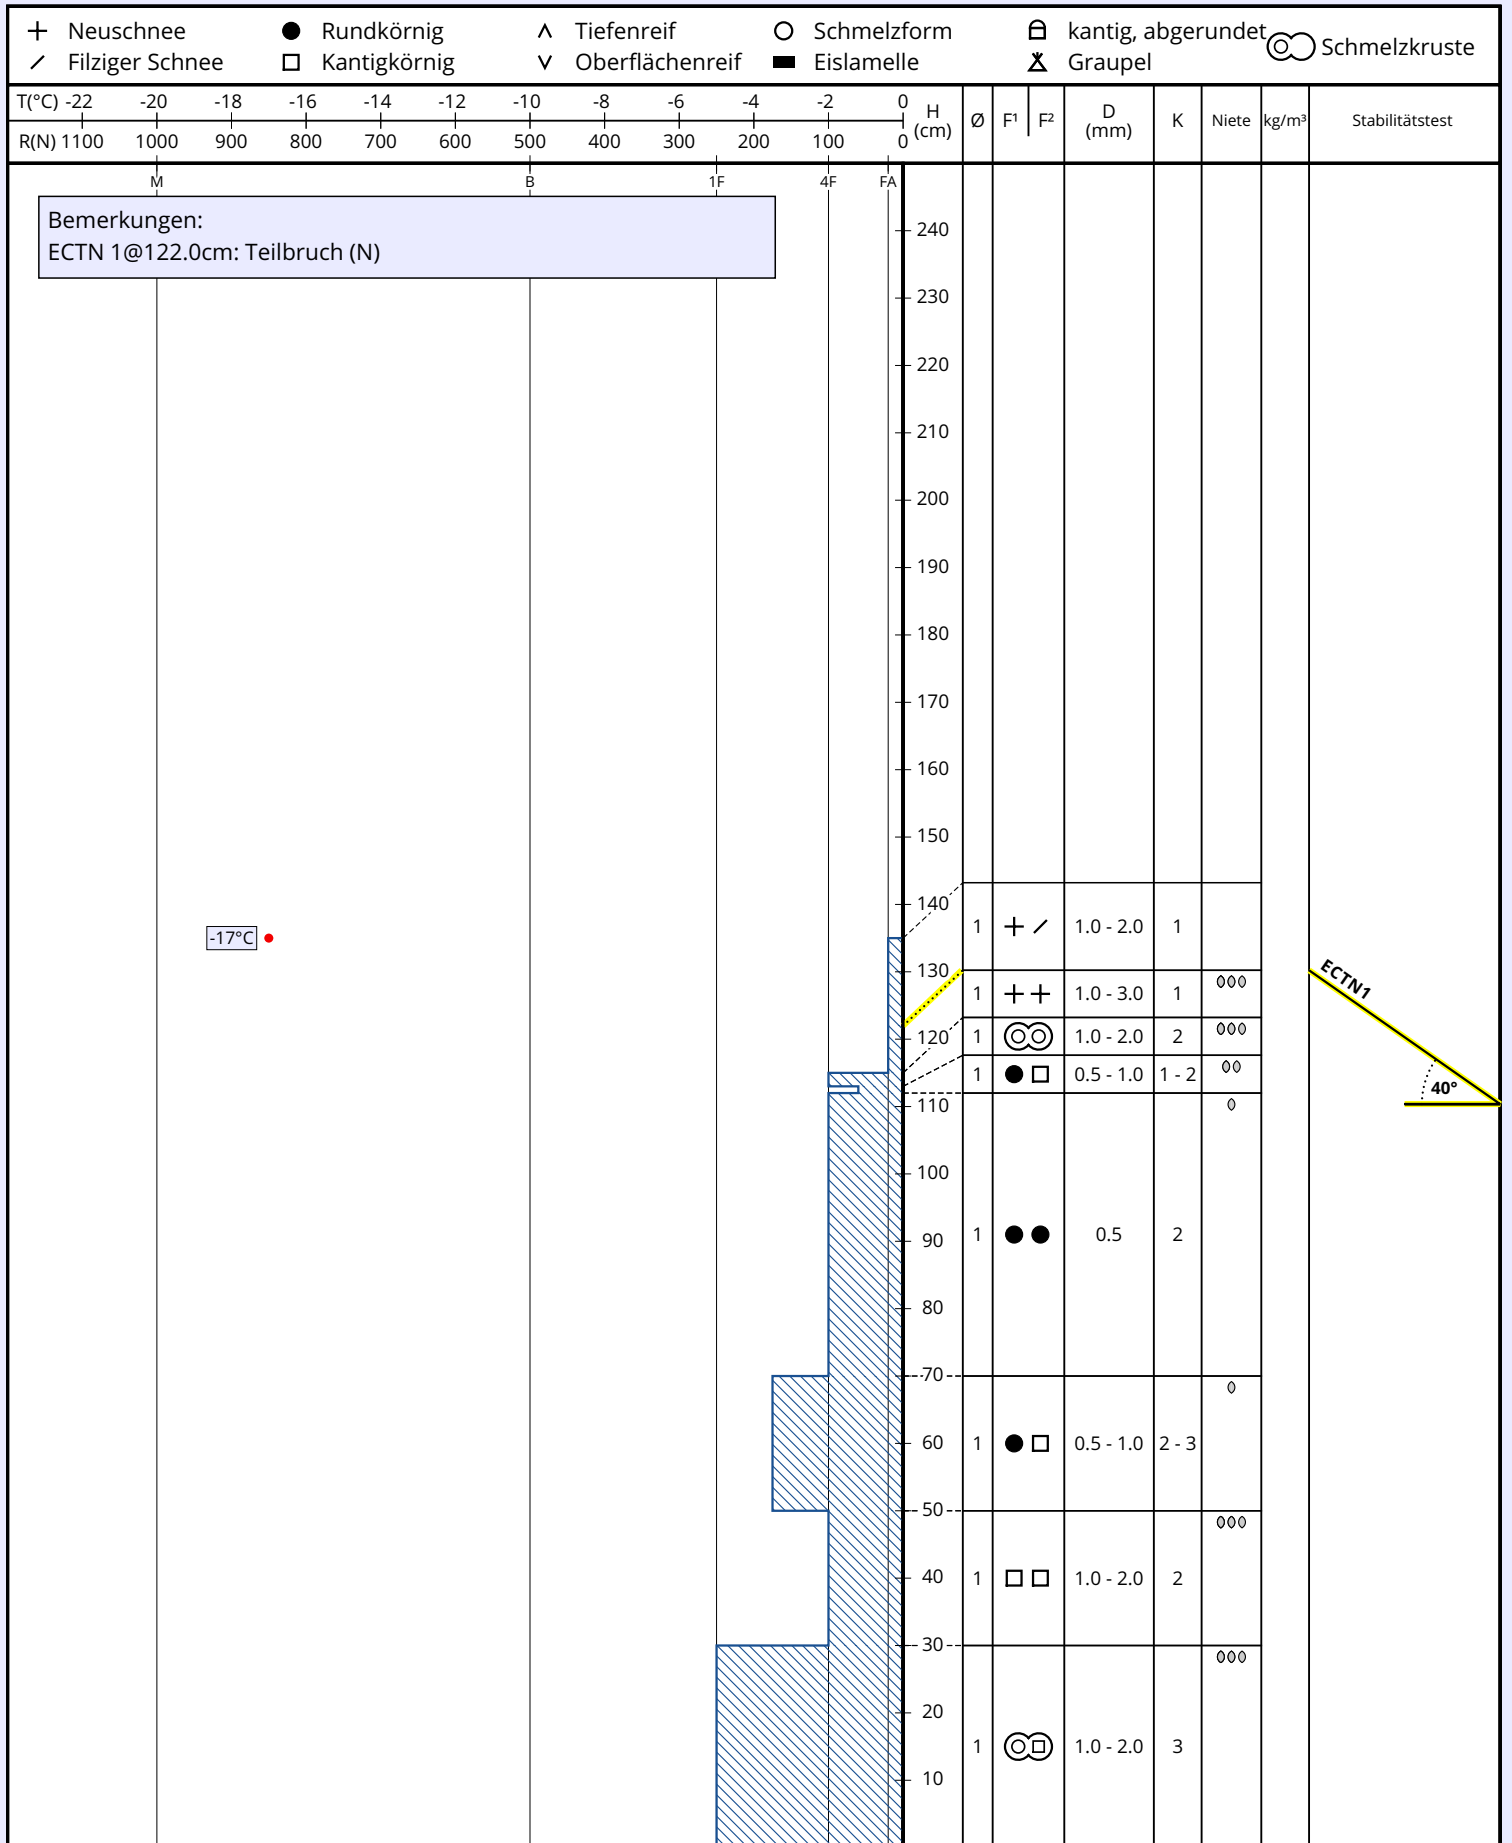 Neuschnee Rundkörnig Tiefenreif Schmelzform kantig, abgerundet Schmelzkruste
Filziger Schnee Kantigkörnig Oberflächenreif Eislamelle Graupel
T(°C) -22 -20 -18 -16 -14 -12 -10 -8 -6 -4 -2 0
R(N) 1100 1000 900 800 700 600 500 400 300 200 100 0
H (cm) Ø F¹ F² D (mm) K Niete kg/m³ Stabilitätstest
M B 1F 4F FA
Bemerkungen:
ECTN 1@122.0cm: Teilbruch (N)
240
230
220
210
200
190
180
170
160
150
140
1 1.0 - 2.0 1
-17°C
130
ECTN1
1 1.0 - 3.0 1
120
1 1.0 - 2.0 2
1 0.5 - 1.0 1 - 2
40°
110
100
90
1 0.5 2
80
70
60
1 0.5 - 1.0 2 - 3
50
40
1 1.0 - 2.0 2
30
20
1 1.0 - 2.0 3
10